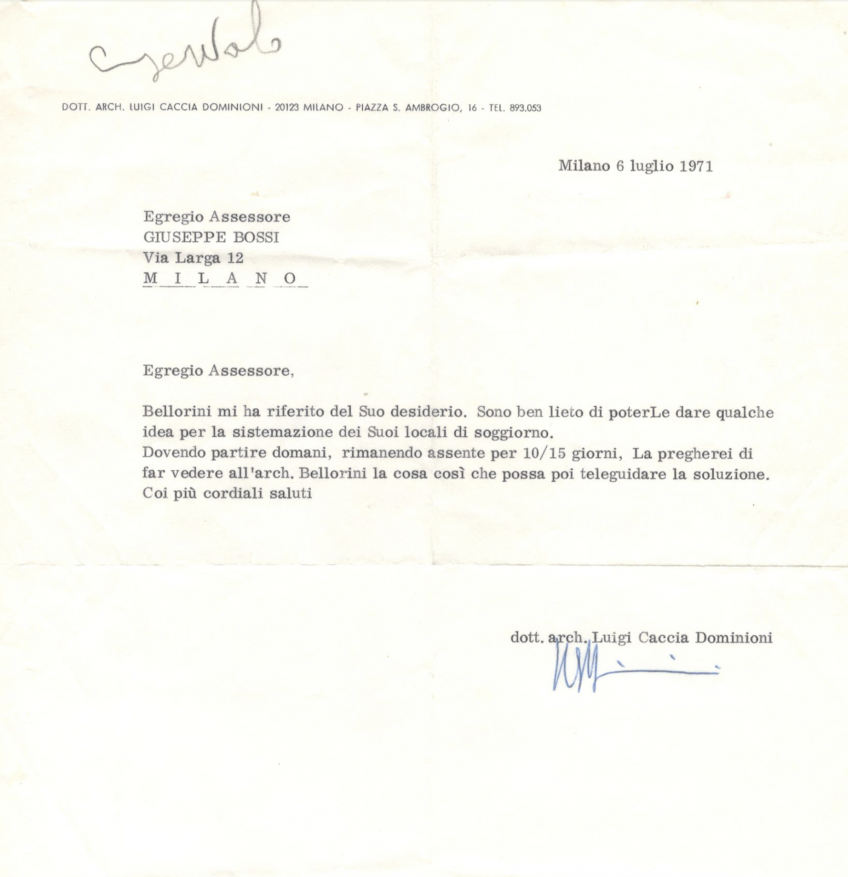 DOTT. ARCH. LUIGI CACCIA DOMINIONI - 20123 MILANO - PIAZZA S. AMBROGIO, 16 - TEL. 893.053
Milano 6 luglio 1971
Egregio Assessore
GIUSEPPE BOSSI
Via Larga 12
M I L A N O
Egregio Assessore,
Bellorini mi ha riferito del Suo desiderio. Sono ben lieto di poterLe dare qualche
idea per la sistemazione dei Suoi locali di soggiorno.
Dovendo partire domani, rimanendo assente per 10/15 giorni, La pregherei di
far vedere all'arch. Bellorini la cosa così che possa poi teleguidare la soluzione.
Coi più cordiali saluti
dott. arch. Luigi Caccia Dominioni